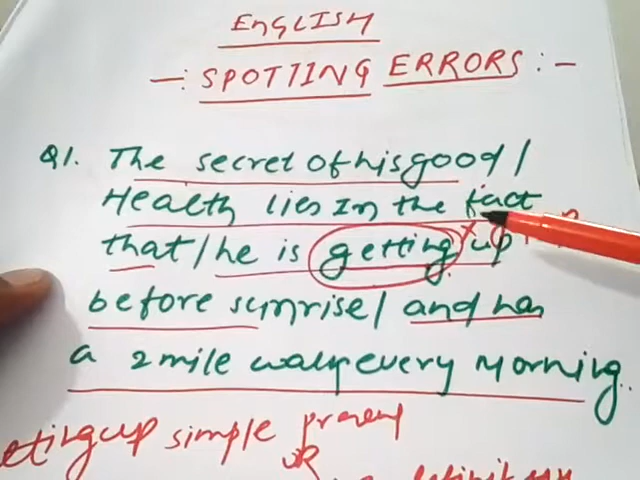 ENGLISH
—: SPOTTING ERRORS :—
Q1. The secret of his good /
Health lies In the fact
that / he is getting up
before sunrise / and has
a 2 mile walk every Morning.
etting up simple present
OR